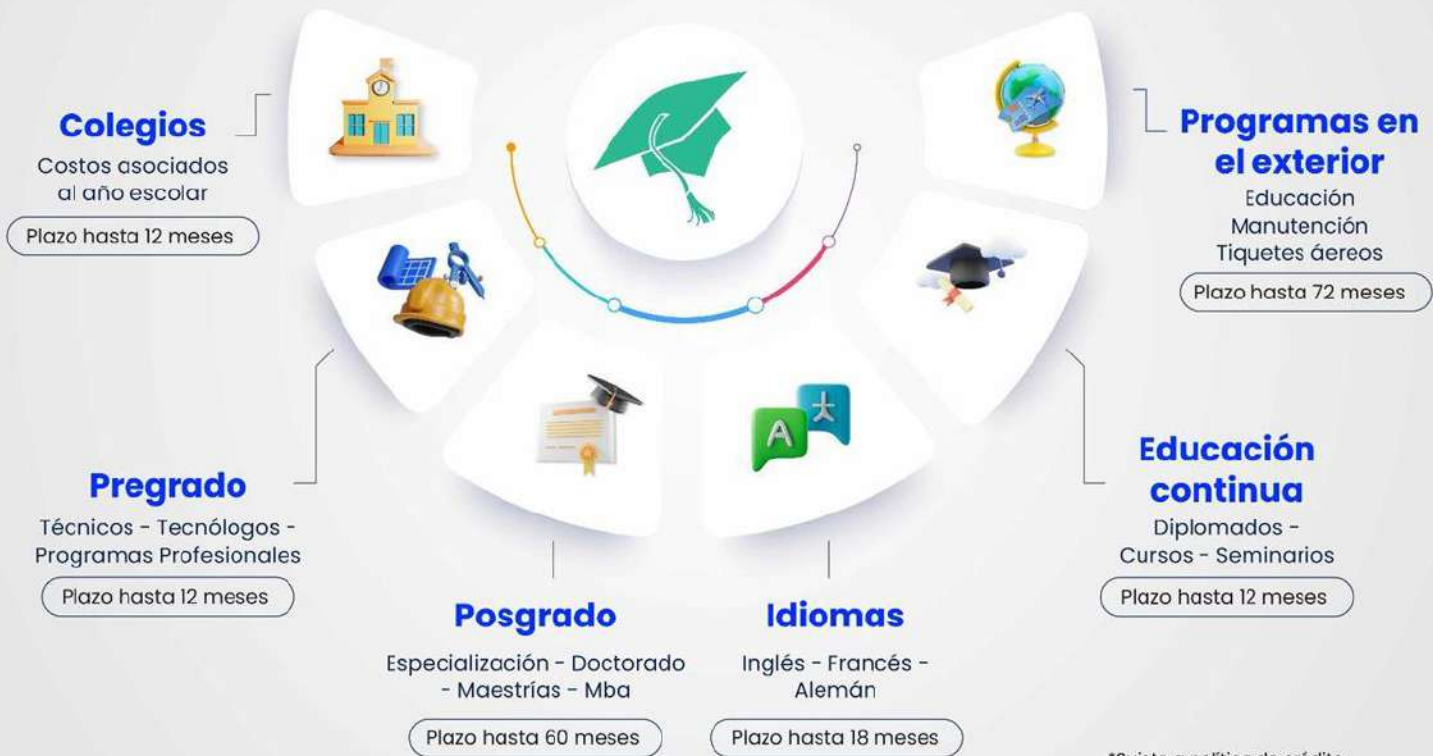 Colegios
Costos asociados
al año escolar
Plazo hasta 12 meses
Pregrado
Técnicos - Tecnólogos -
Programas Profesionales
Plazo hasta 12 meses
Posgrado
Especialización - Doctorado
- Maestrías - Mba
Plazo hasta 60 meses
A
Idiomas
Inglés - Francés -
Alemán
Plazo hasta 18 meses
Educación
continua
Diplomados -
Cursos - Seminarios
Plazo hasta 12 meses
Programas en
el exterior
Educación
Manutención
Tiquetes áereos
Plazo hasta 72 meses